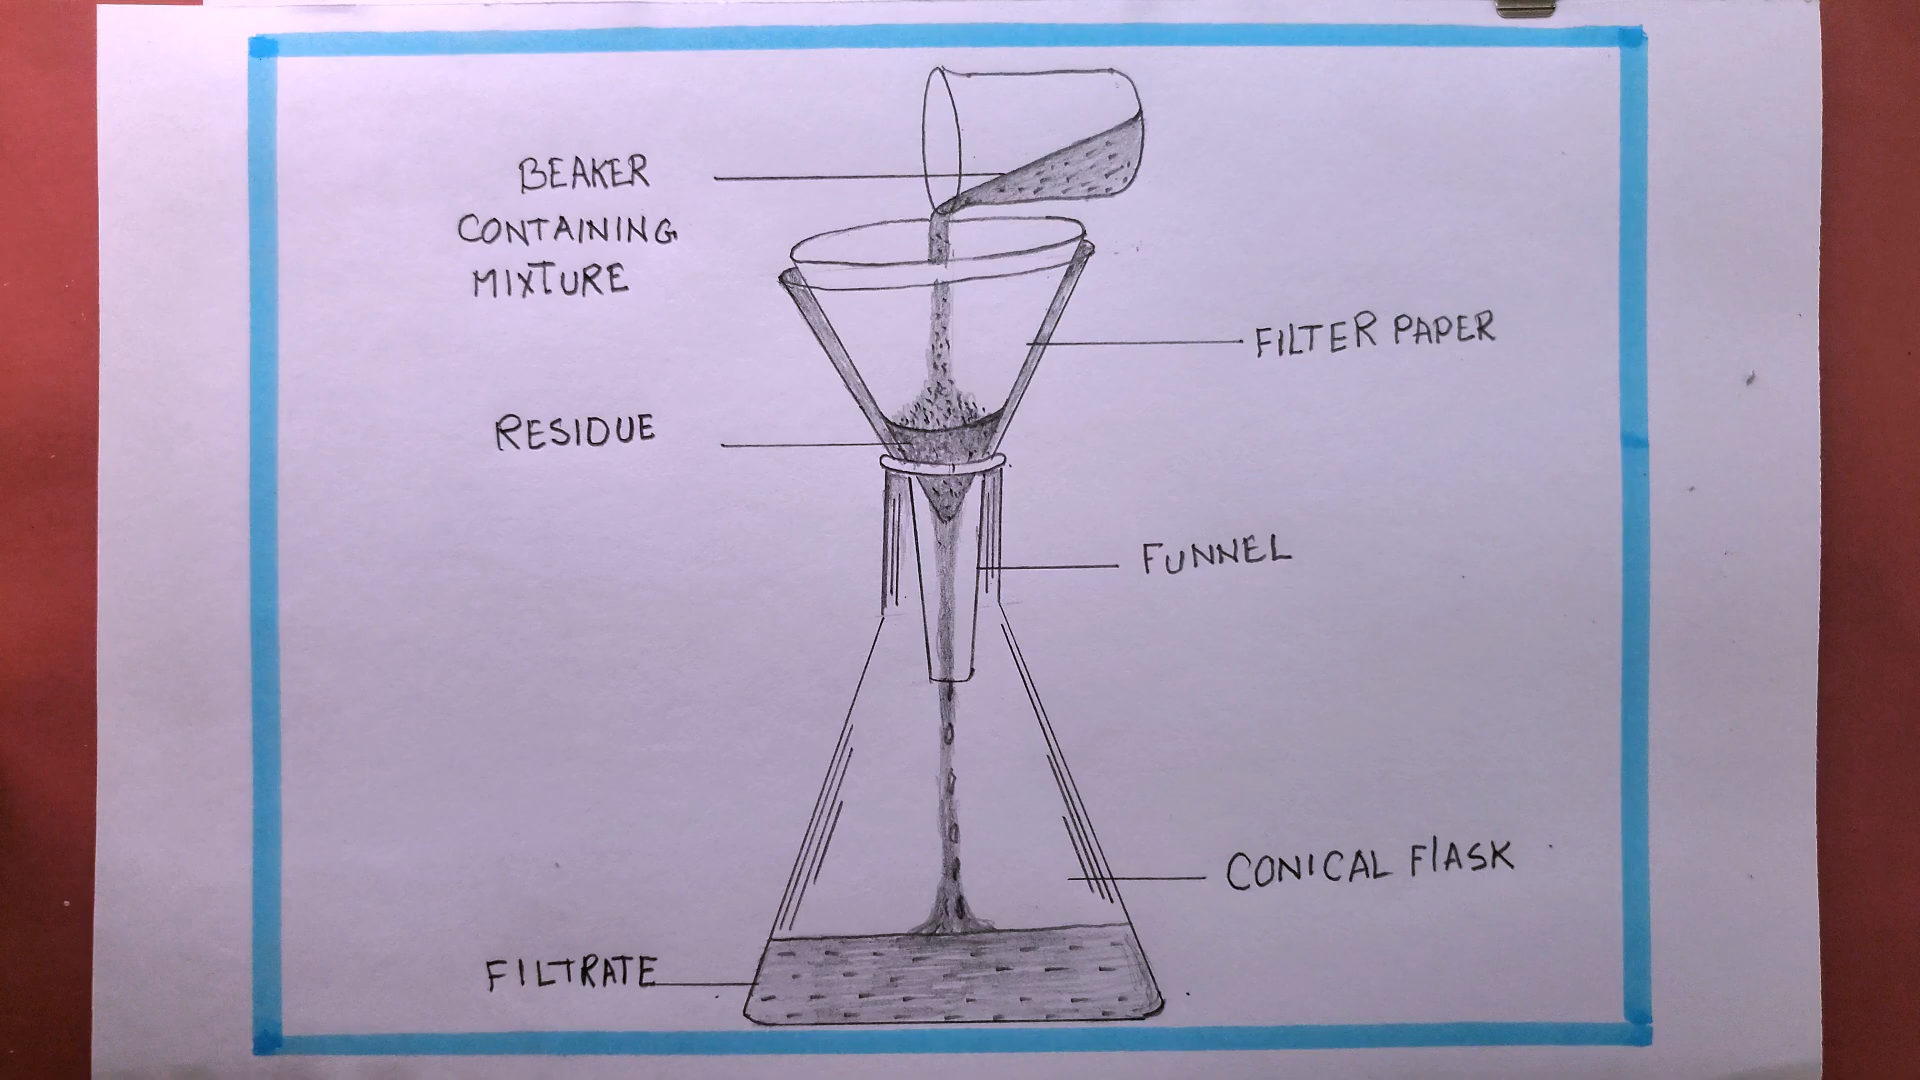 BEAKER
CONTAINING
MIXTURE
FILTER PAPER
RESIDUE
FUNNEL
CONICAL FlASK
FILTRATE